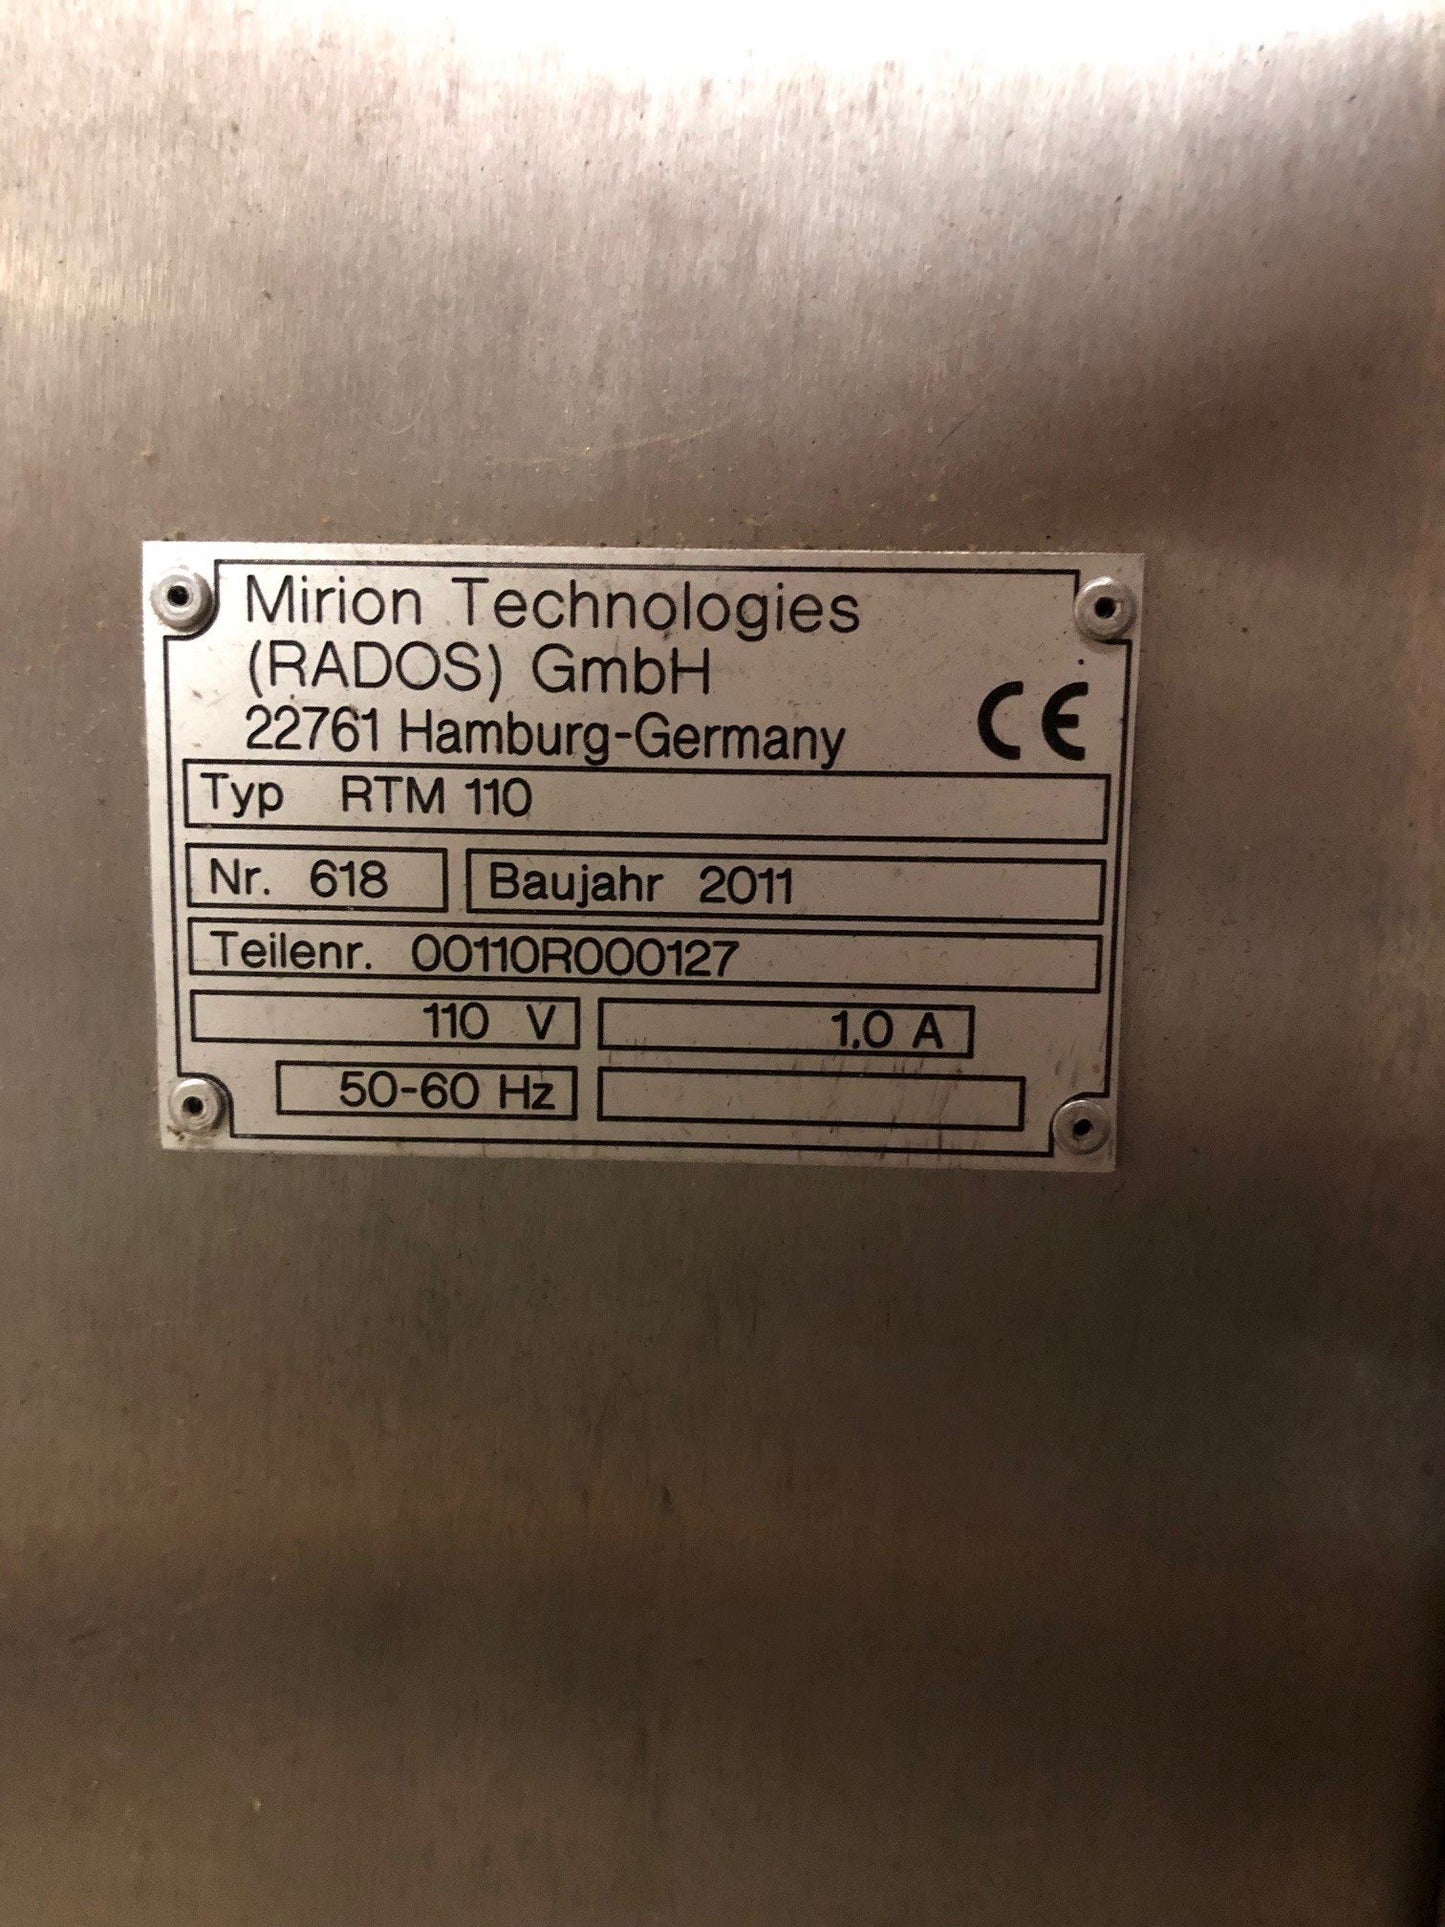 Mirion Technologies
(RADOS) GmbH
22761 Hamburg-Germany
CE
Typ RTM 110
Nr. 618 Baujahr 2011
Teilenr. 00110R000127
110 V 1.0 A
50-60 Hz